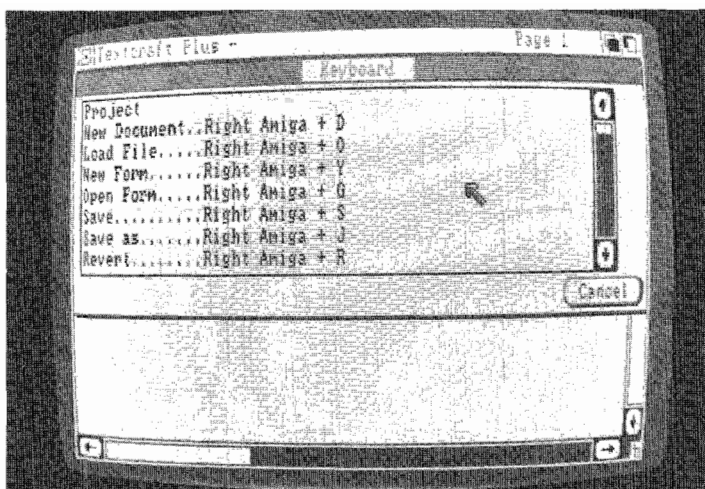 Textcraft Plus Page 1
Keyboard
Project
New Document..Right Amiga + D
Load File.....Right Amiga + O
New Form......Right Amiga + Y
Open Form.....Right Amiga + G
Save..........Right Amiga + S
Save as.......Right Amiga + J
Revert........Right Amiga + R
Cancel